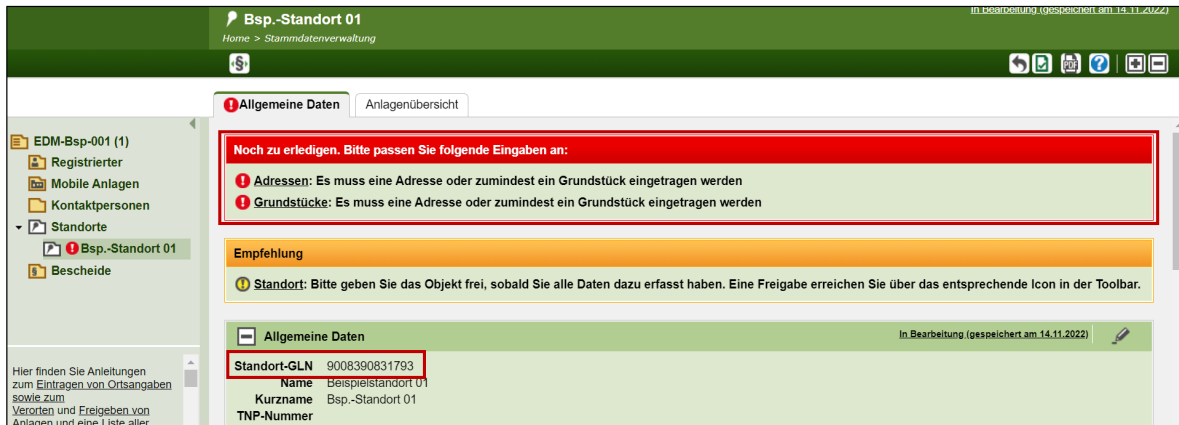 Bsp.-Standort 01
In Bearbeitung (gespeichert am 14.11.2022)
Home > Stammdatenverwaltung
Allgemeine Daten
Anlagenübersicht
EDM-Bsp-001 (1)
Registrierter
Mobile Anlagen
Kontaktpersonen
Standorte
Bsp.-Standort 01
Bescheide
Hier finden Sie Anleitungen
zum Eintragen von Ortsangaben
sowie zum
Verorten und Freigeben von
Anlagen und eine Liste aller
Noch zu erledigen. Bitte passen Sie folgende Eingaben an:
Adressen: Es muss eine Adresse oder zumindest ein Grundstück eingetragen werden
Grundstücke: Es muss eine Adresse oder zumindest ein Grundstück eingetragen werden
Empfehlung
Standort: Bitte geben Sie das Objekt frei, sobald Sie alle Daten dazu erfasst haben. Eine Freigabe erreichen Sie über das entsprechende Icon in der Toolbar.
Allgemeine Daten
In Bearbeitung (gespeichert am 14.11.2022)
Standort-GLN 9008390831793
Name Beispielstandort 01
Kurzname Bsp.-Standort 01
TNP-Nummer